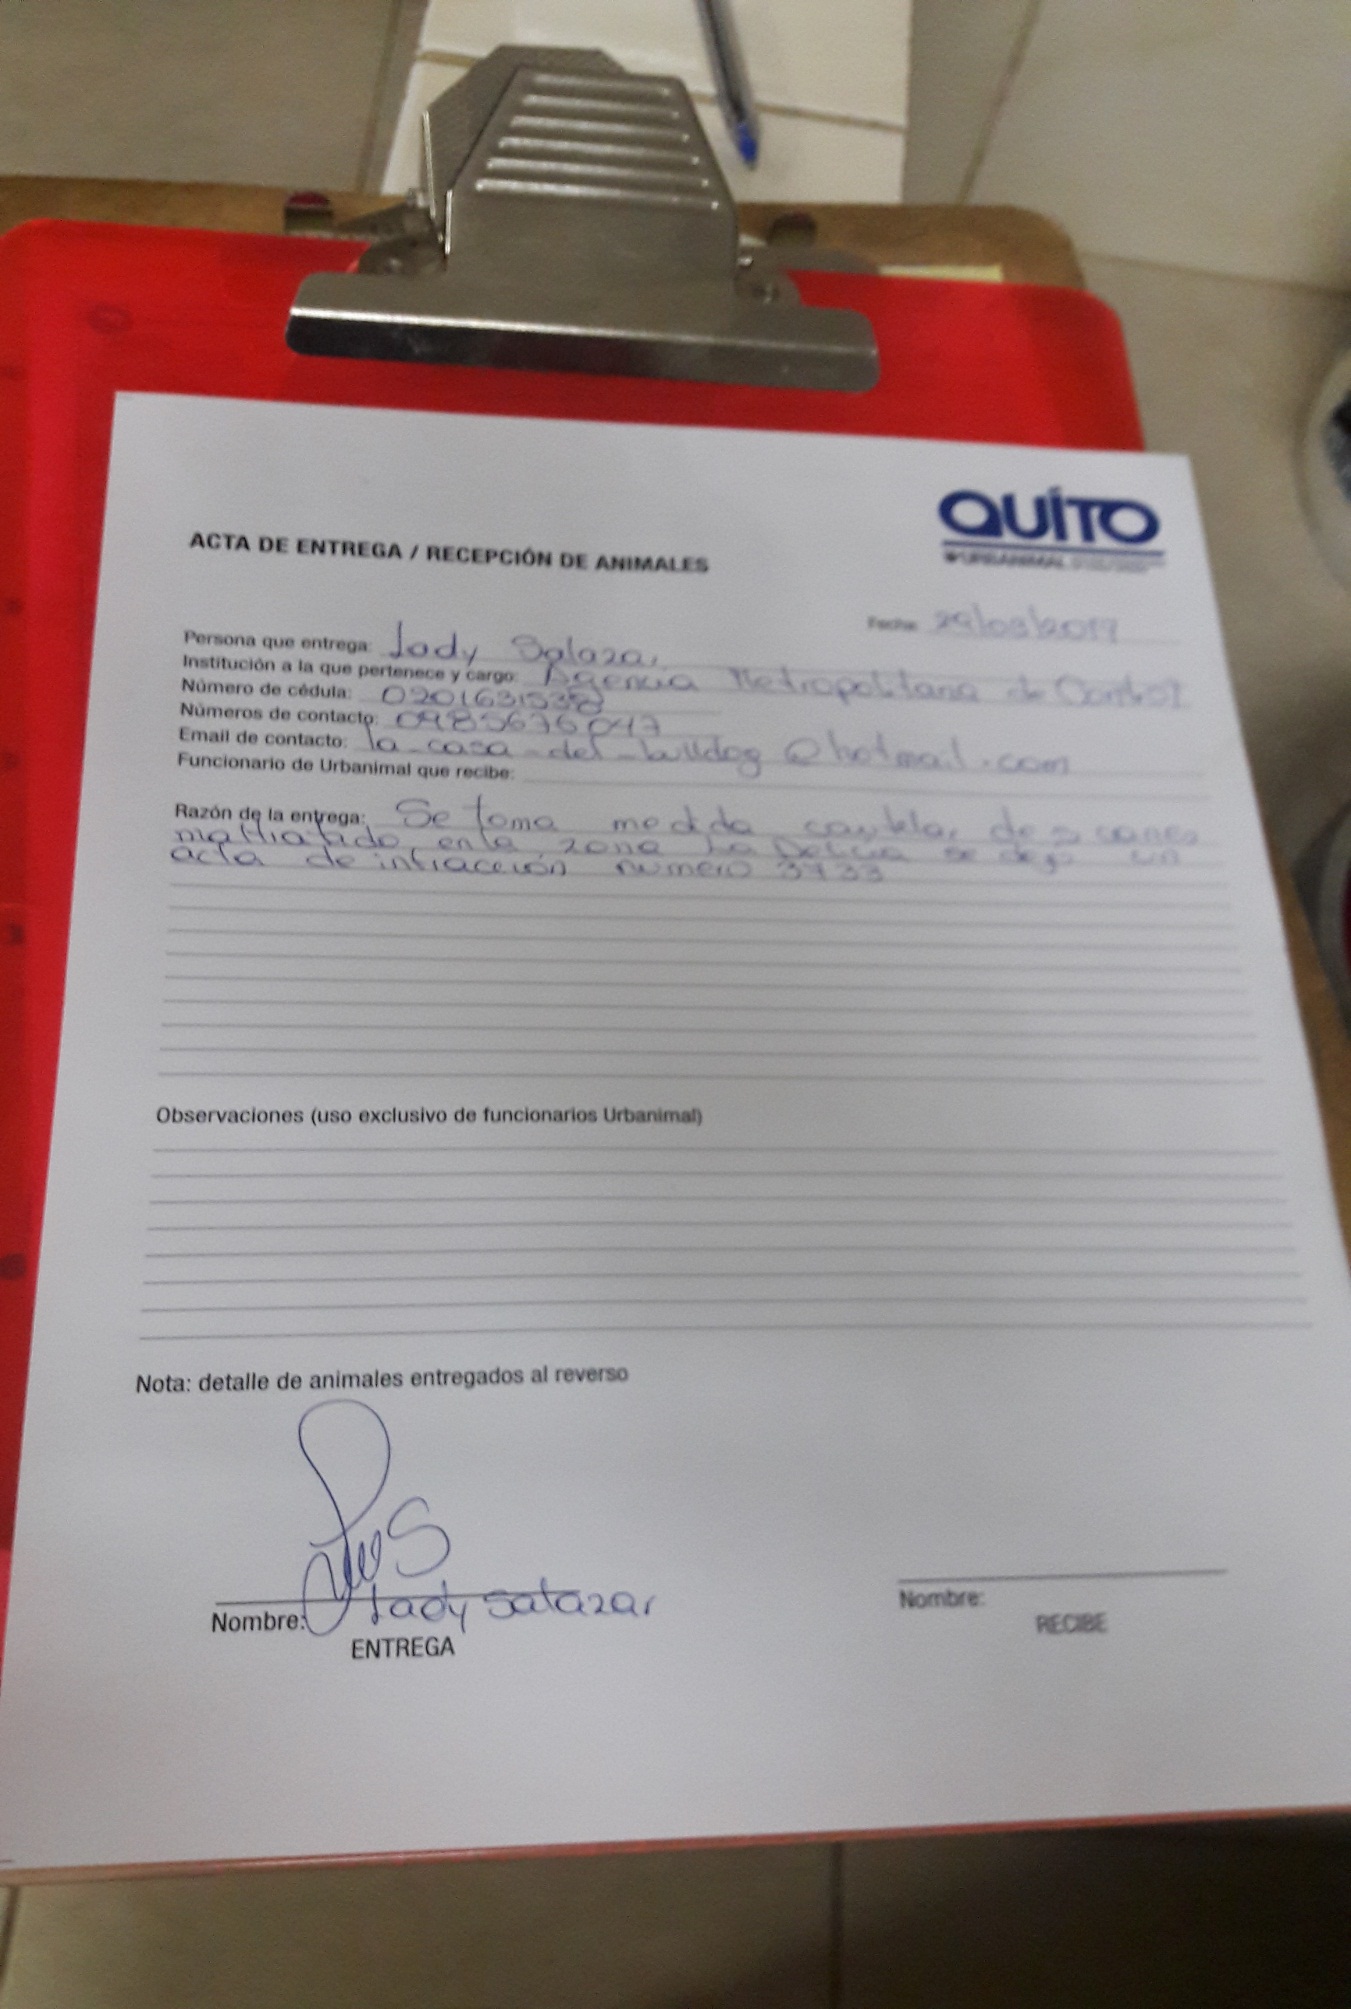 QUITO
URBANIMAL
ACTA DE ENTREGA / RECEPCIÓN DE ANIMALES
Fecha: 29/03/2017
Persona que entrega: Lady Salazar
Institución a la que pertenece y cargo: Agencia Metropolitana de Control
Número de cédula: 0201631538
Números de contacto: 0985676047
Email de contacto: la_casa_del_bulldog@hotmail.com
Funcionario de Urbanimal que recibe:
Razón de la entrega: Se toma medida cautelar de 5 canes
maltratado en la zona La Delicia se dejo un
acta de infracción numero 3733
Observaciones (uso exclusivo de funcionarios Urbanimal)
Nota: detalle de animales entregados al reverso
Nombre: Lady Salazar
ENTREGA
Nombre:
RECIBE